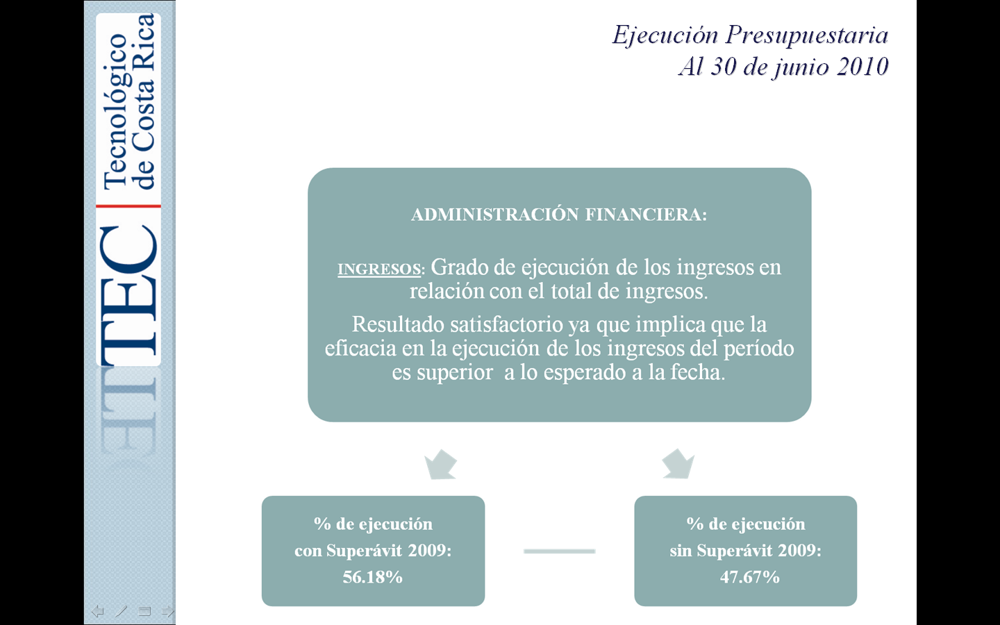 Tecnológico
de Costa Rica
TEC
Ejecución Presupuestaria
Al 30 de junio 2010
ADMINISTRACIÓN FINANCIERA:
INGRESOS: Grado de ejecución de los ingresos en
relación con el total de ingresos.
Resultado satisfactorio ya que implica que la
eficacia en la ejecución de los ingresos del período
es superior a lo esperado a la fecha.
% de ejecución
con Superávit 2009:
56.18%
% de ejecución
sin Superávit 2009:
47.67%